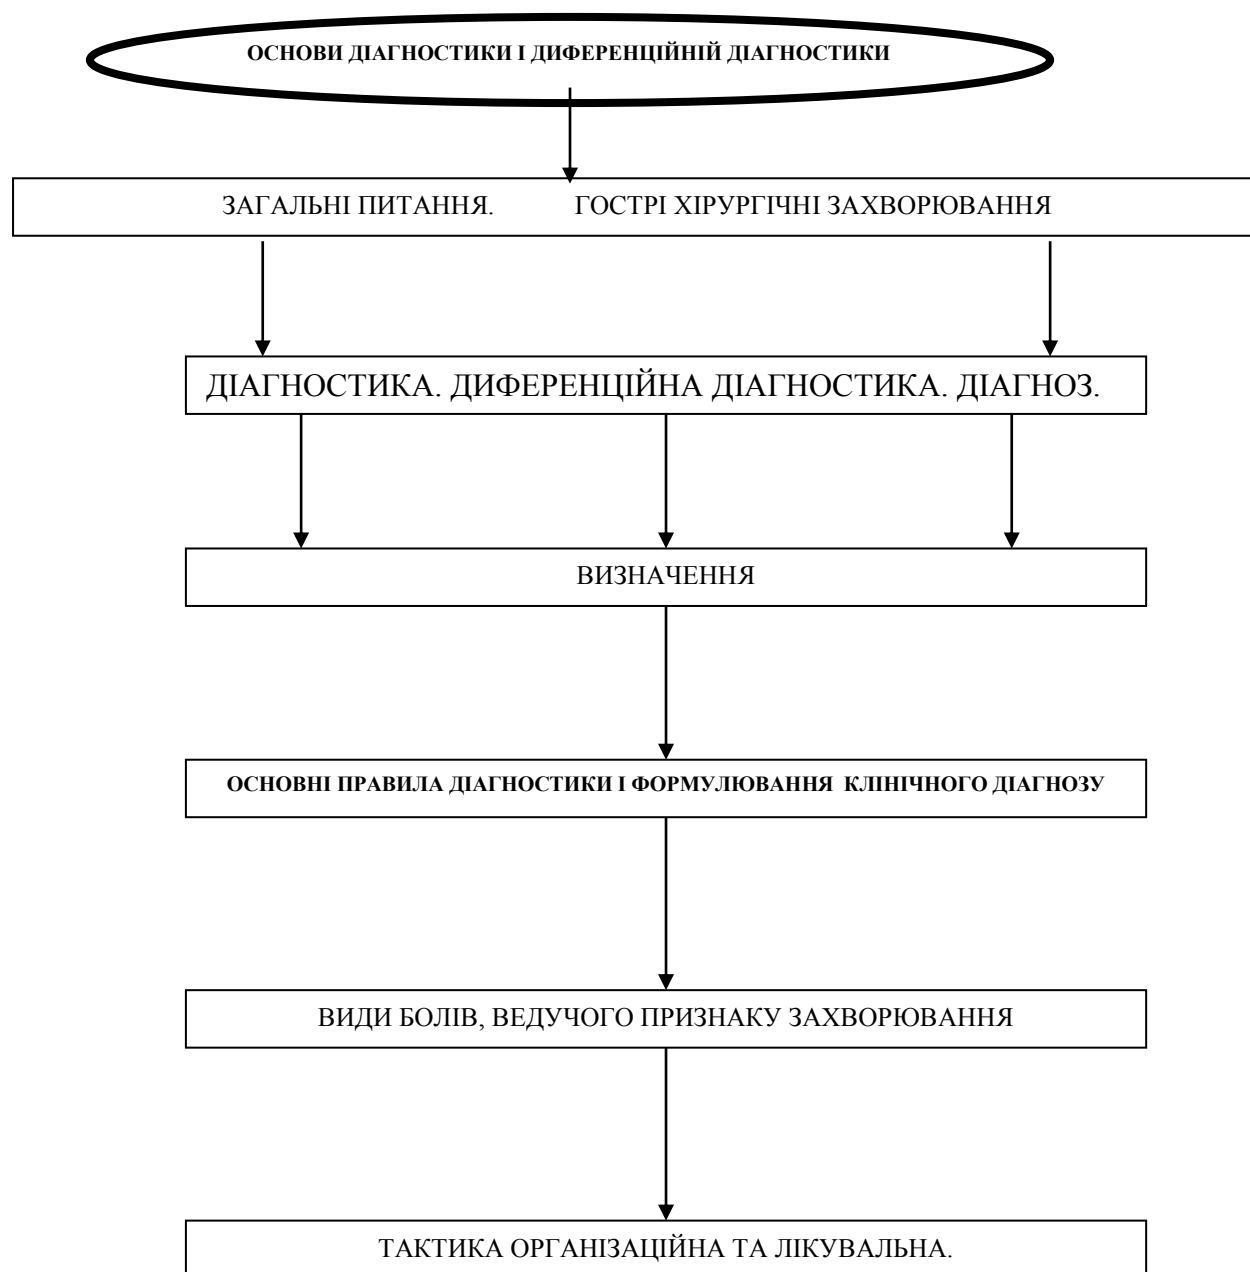 ОСНОВИ ДІАГНОСТИКИ І ДИФЕРЕНЦІЙНІЙ ДІАГНОСТИКИ
ЗАГАЛЬНІ ПИТАННЯ. ГОСТРІ ХІРУРГІЧНІ ЗАХВОРЮВАННЯ
ДІАГНОСТИКА. ДИФЕРЕНЦІЙНА ДІАГНОСТИКА. ДІАГНОЗ.
ВИЗНАЧЕННЯ
ОСНОВНІ ПРАВИЛА ДІАГНОСТИКИ І ФОРМУЛЮВАННЯ КЛІНІЧНОГО ДІАГНОЗУ
ВИДИ БОЛІВ, ВЕДУЧОГО ПРИЗНАКУ ЗАХВОРЮВАННЯ
ТАКТИКА ОРГАНІЗАЦІЙНА ТА ЛІКУВАЛЬНА.